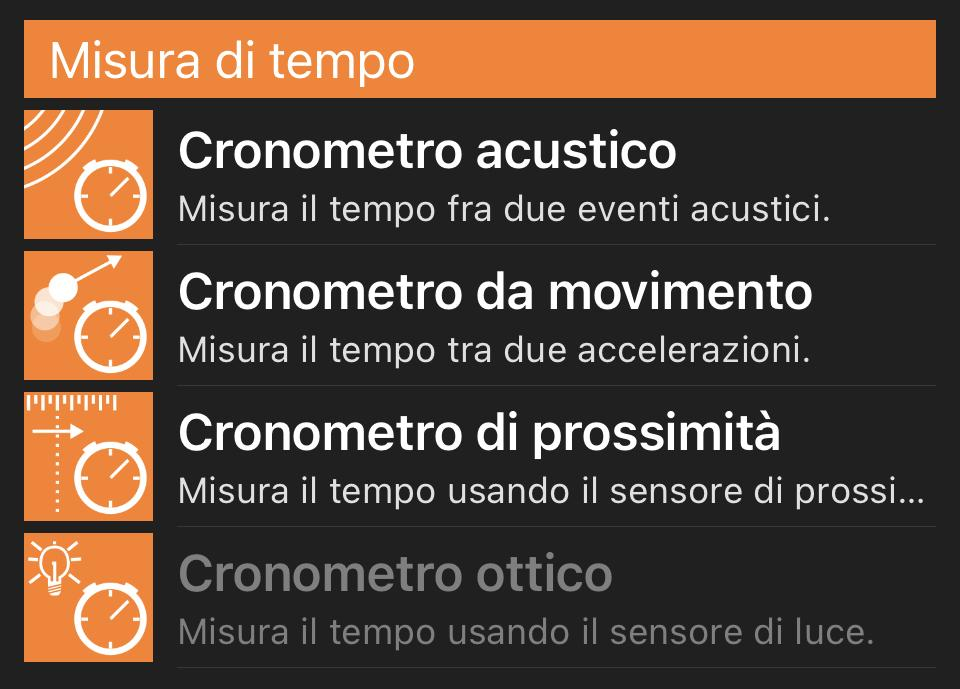 Misura di tempo
Cronometro acustico
Misura il tempo fra due eventi acustici.
Cronometro da movimento
Misura il tempo tra due accelerazioni.
Cronometro di prossimità
Misura il tempo usando il sensore di prossi...
Cronometro ottico
Misura il tempo usando il sensore di luce.